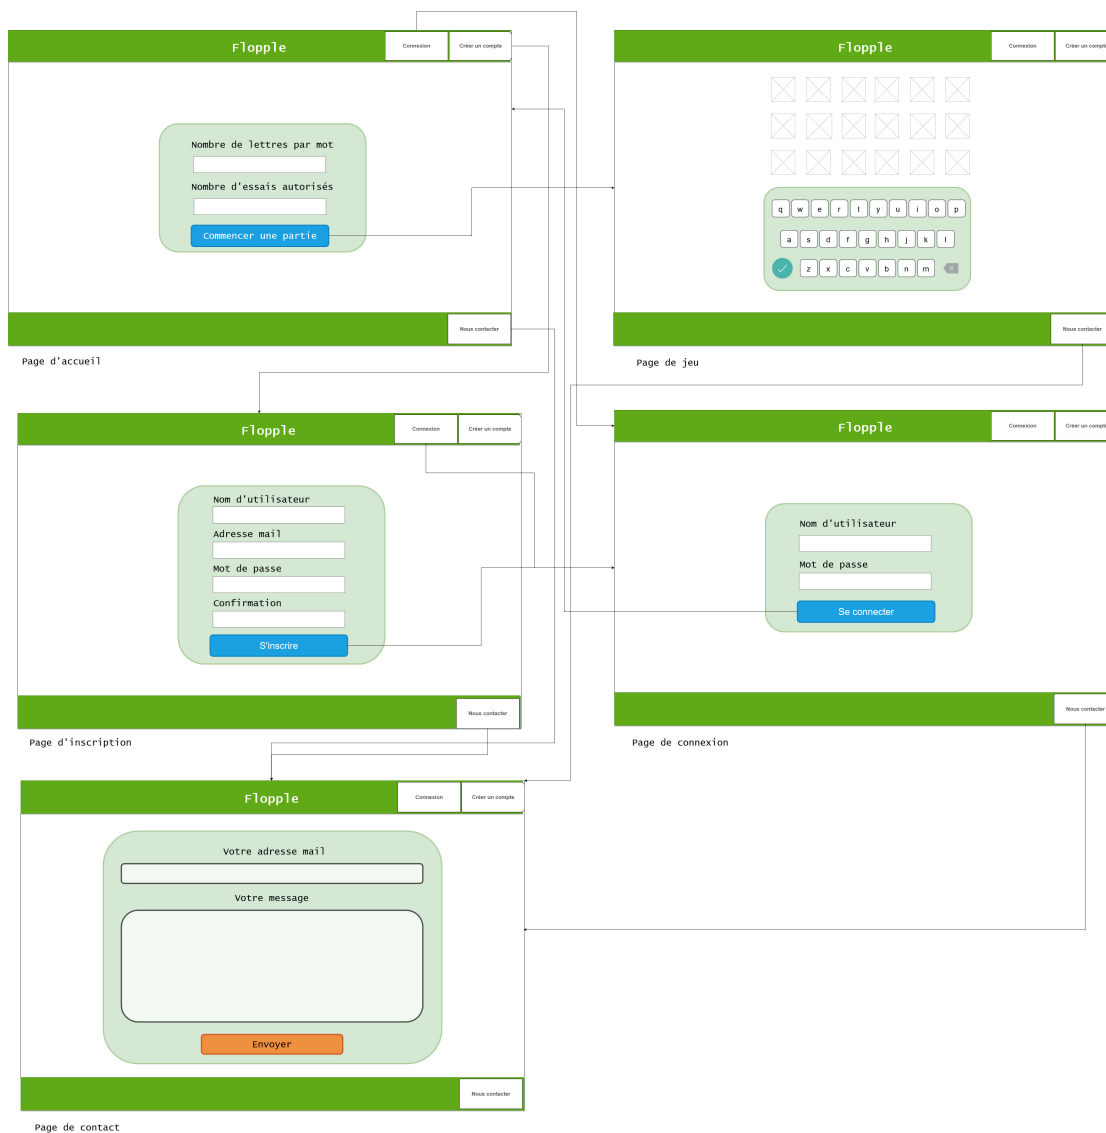 Flopple
Connexion
Créer un compte
Nombre de lettres par mot
Nombre d'essais autorisés
Commencer une partie
Nous contacter
Page d'accueil
Flopple
Connexion
Créer un compte
q w e r t y u i o p
a s d f g h j k l
z x c v b n m
X
Nous contacter
Page de jeu
Flopple
Connexion
Créer un compte
Nom d'utilisateur
Adresse mail
Mot de passe
Confirmation
S'inscrire
Nous contacter
Page d'inscription
Flopple
Connexion
Créer un compte
Nom d'utilisateur
Mot de passe
Se connecter
Nous contacter
Page de connexion
Flopple
Connexion
Créer un compte
Votre adresse mail
Votre message
Envoyer
Nous contacter
Page de contact